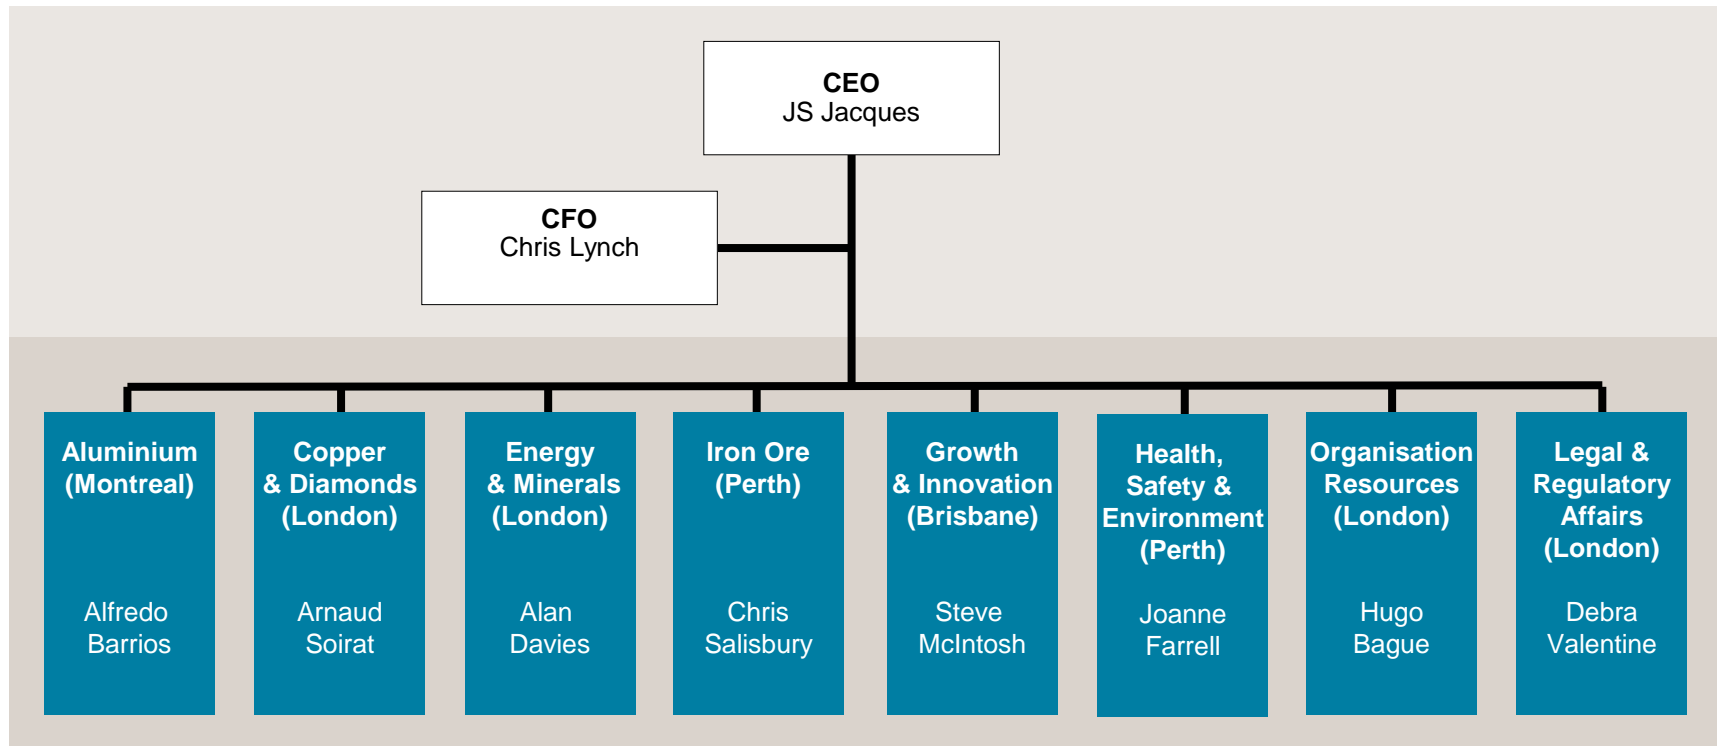 CEO
JS Jacques
CFO
Chris Lynch
Aluminium
(Montreal)
Alfredo
Barrios
Copper
& Diamonds
(London)
Arnaud
Soirat
Energy
& Minerals
(London)
Alan
Davies
Iron Ore
(Perth)
Chris
Salisbury
Growth
& Innovation
(Brisbane)
Steve
McIntosh
Health,
Safety &
Environment
(Perth)
Joanne
Farrell
Organisation
Resources
(London)
Hugo
Bague
Legal &
Regulatory
Affairs
(London)
Debra
Valentine